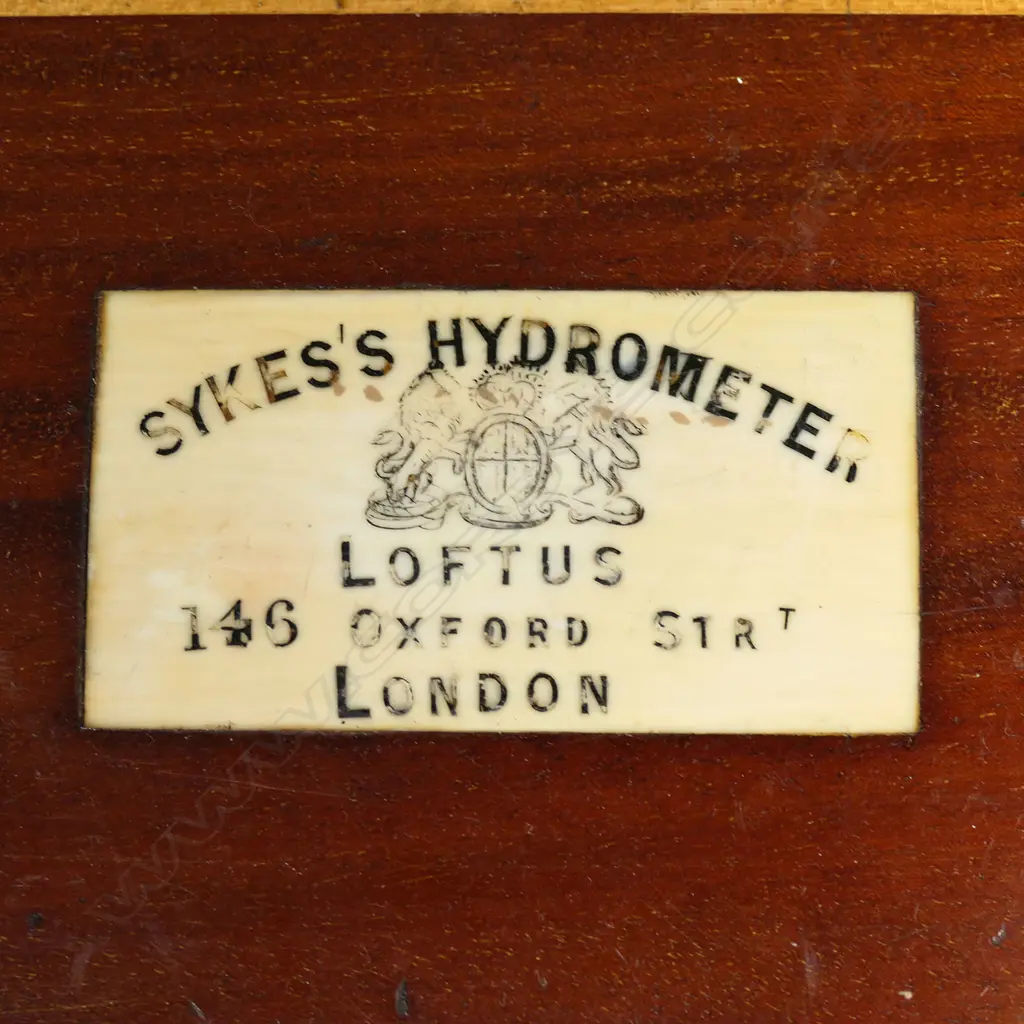 SYKES'S HYDROMETER
LOFTUS
146 OXFORD STRT
LONDON